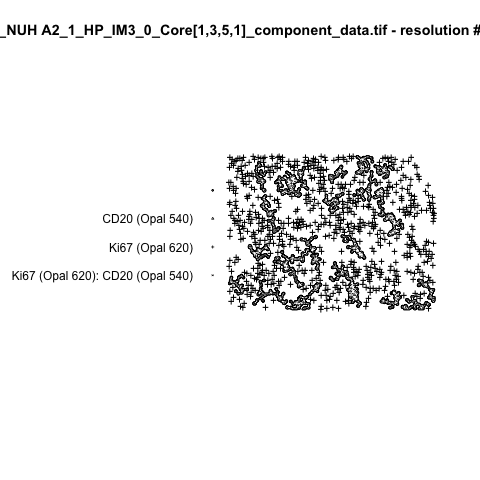 _NUH A2_1_HP_IM3_0_Core[1,3,5,1]_component_data.tif - resolution #
CD20 (Opal 540)
Ki67 (Opal 620)
Ki67 (Opal 620): CD20 (Opal 540)